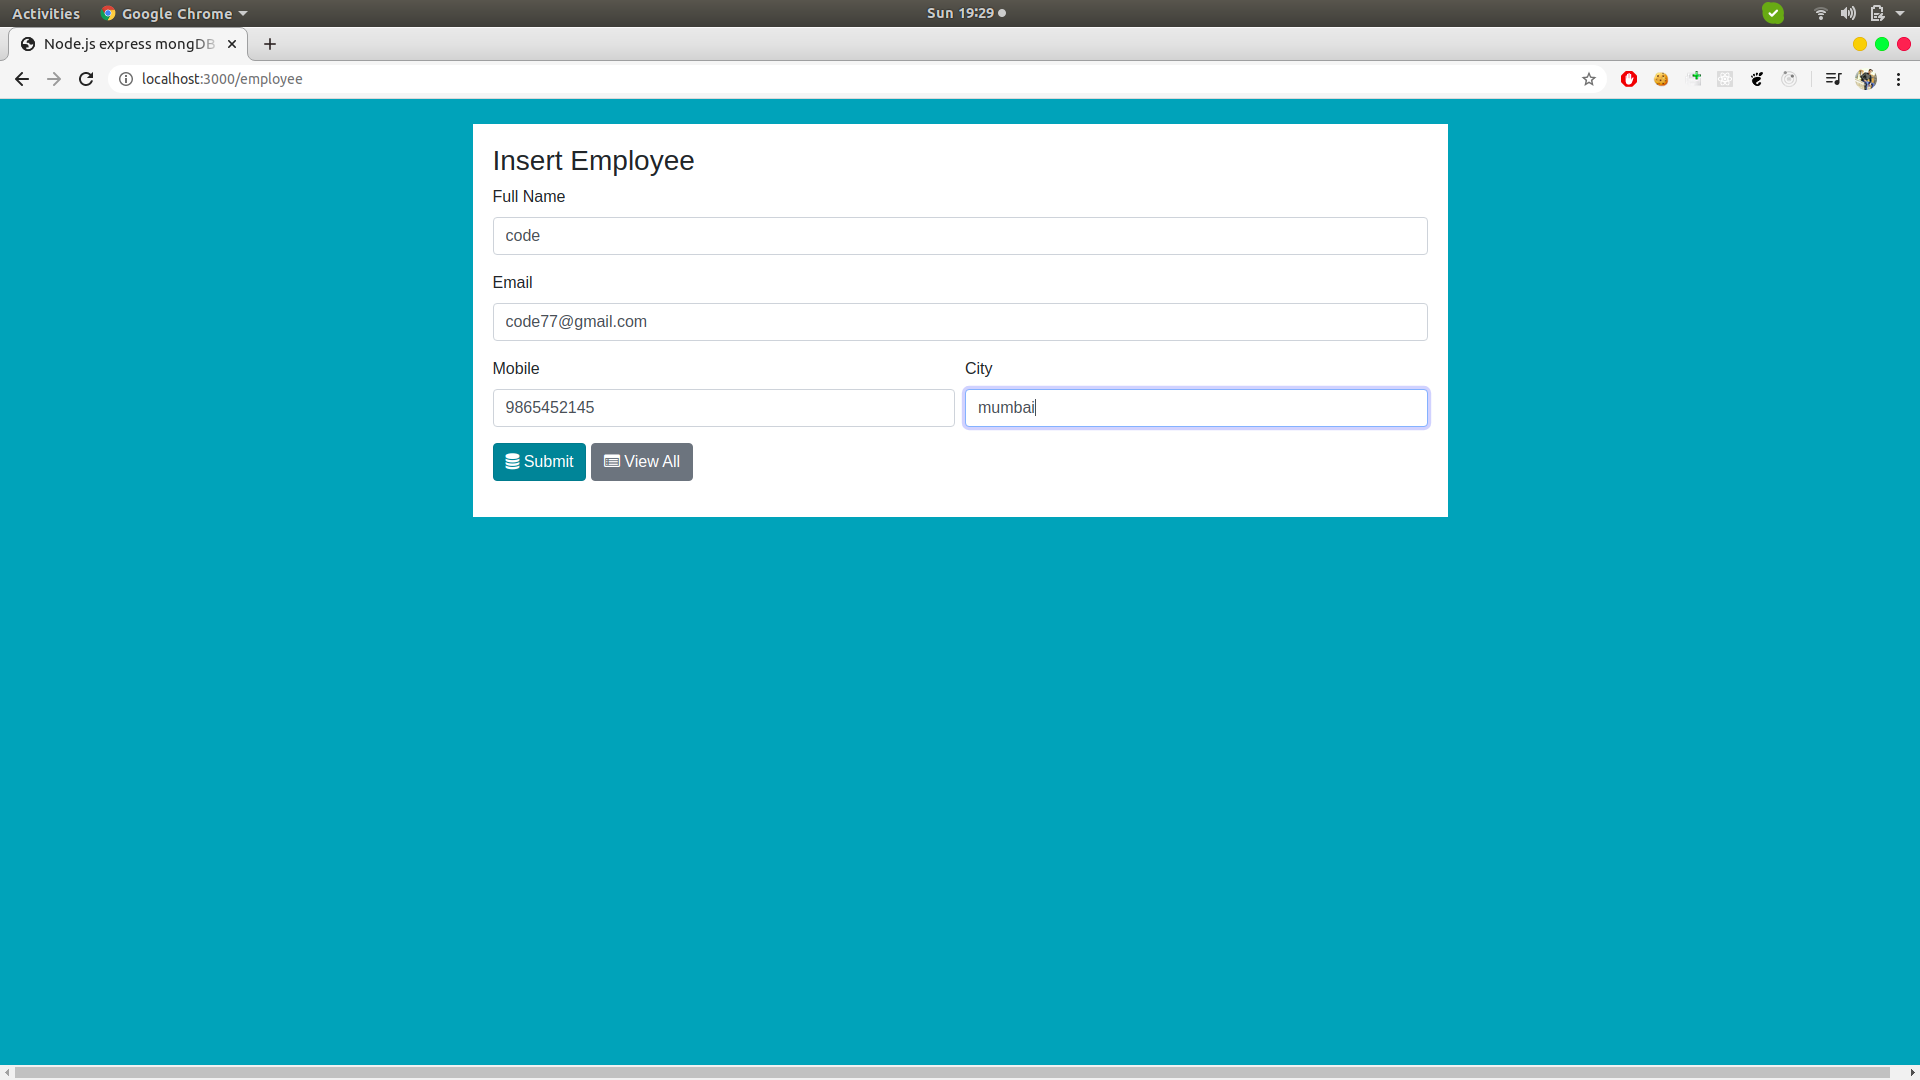 Activities
Google Chrome
Sun 19:29
Node.js express mongDB
localhost:3000/employee
Insert Employee
Full Name
code
Email
code77@gmail.com
Mobile
City
9865452145
mumbai
Submit
View All